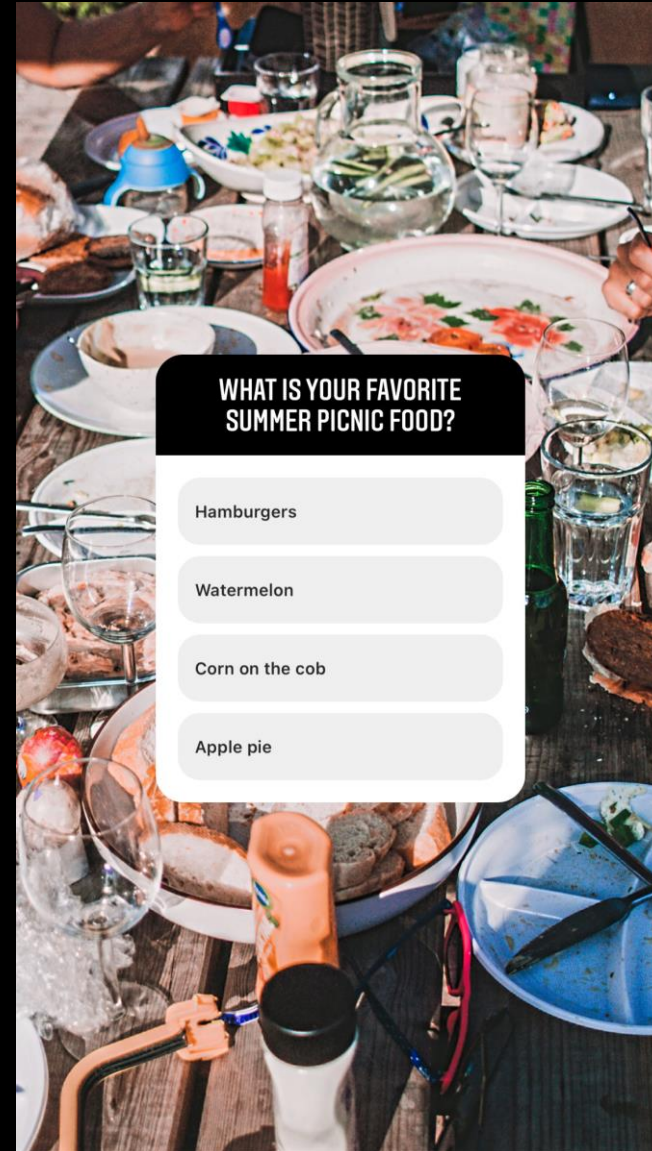 WHAT IS YOUR FAVORITE
SUMMER PICNIC FOOD?
Hamburgers
Watermelon
Corn on the cob
Apple pie